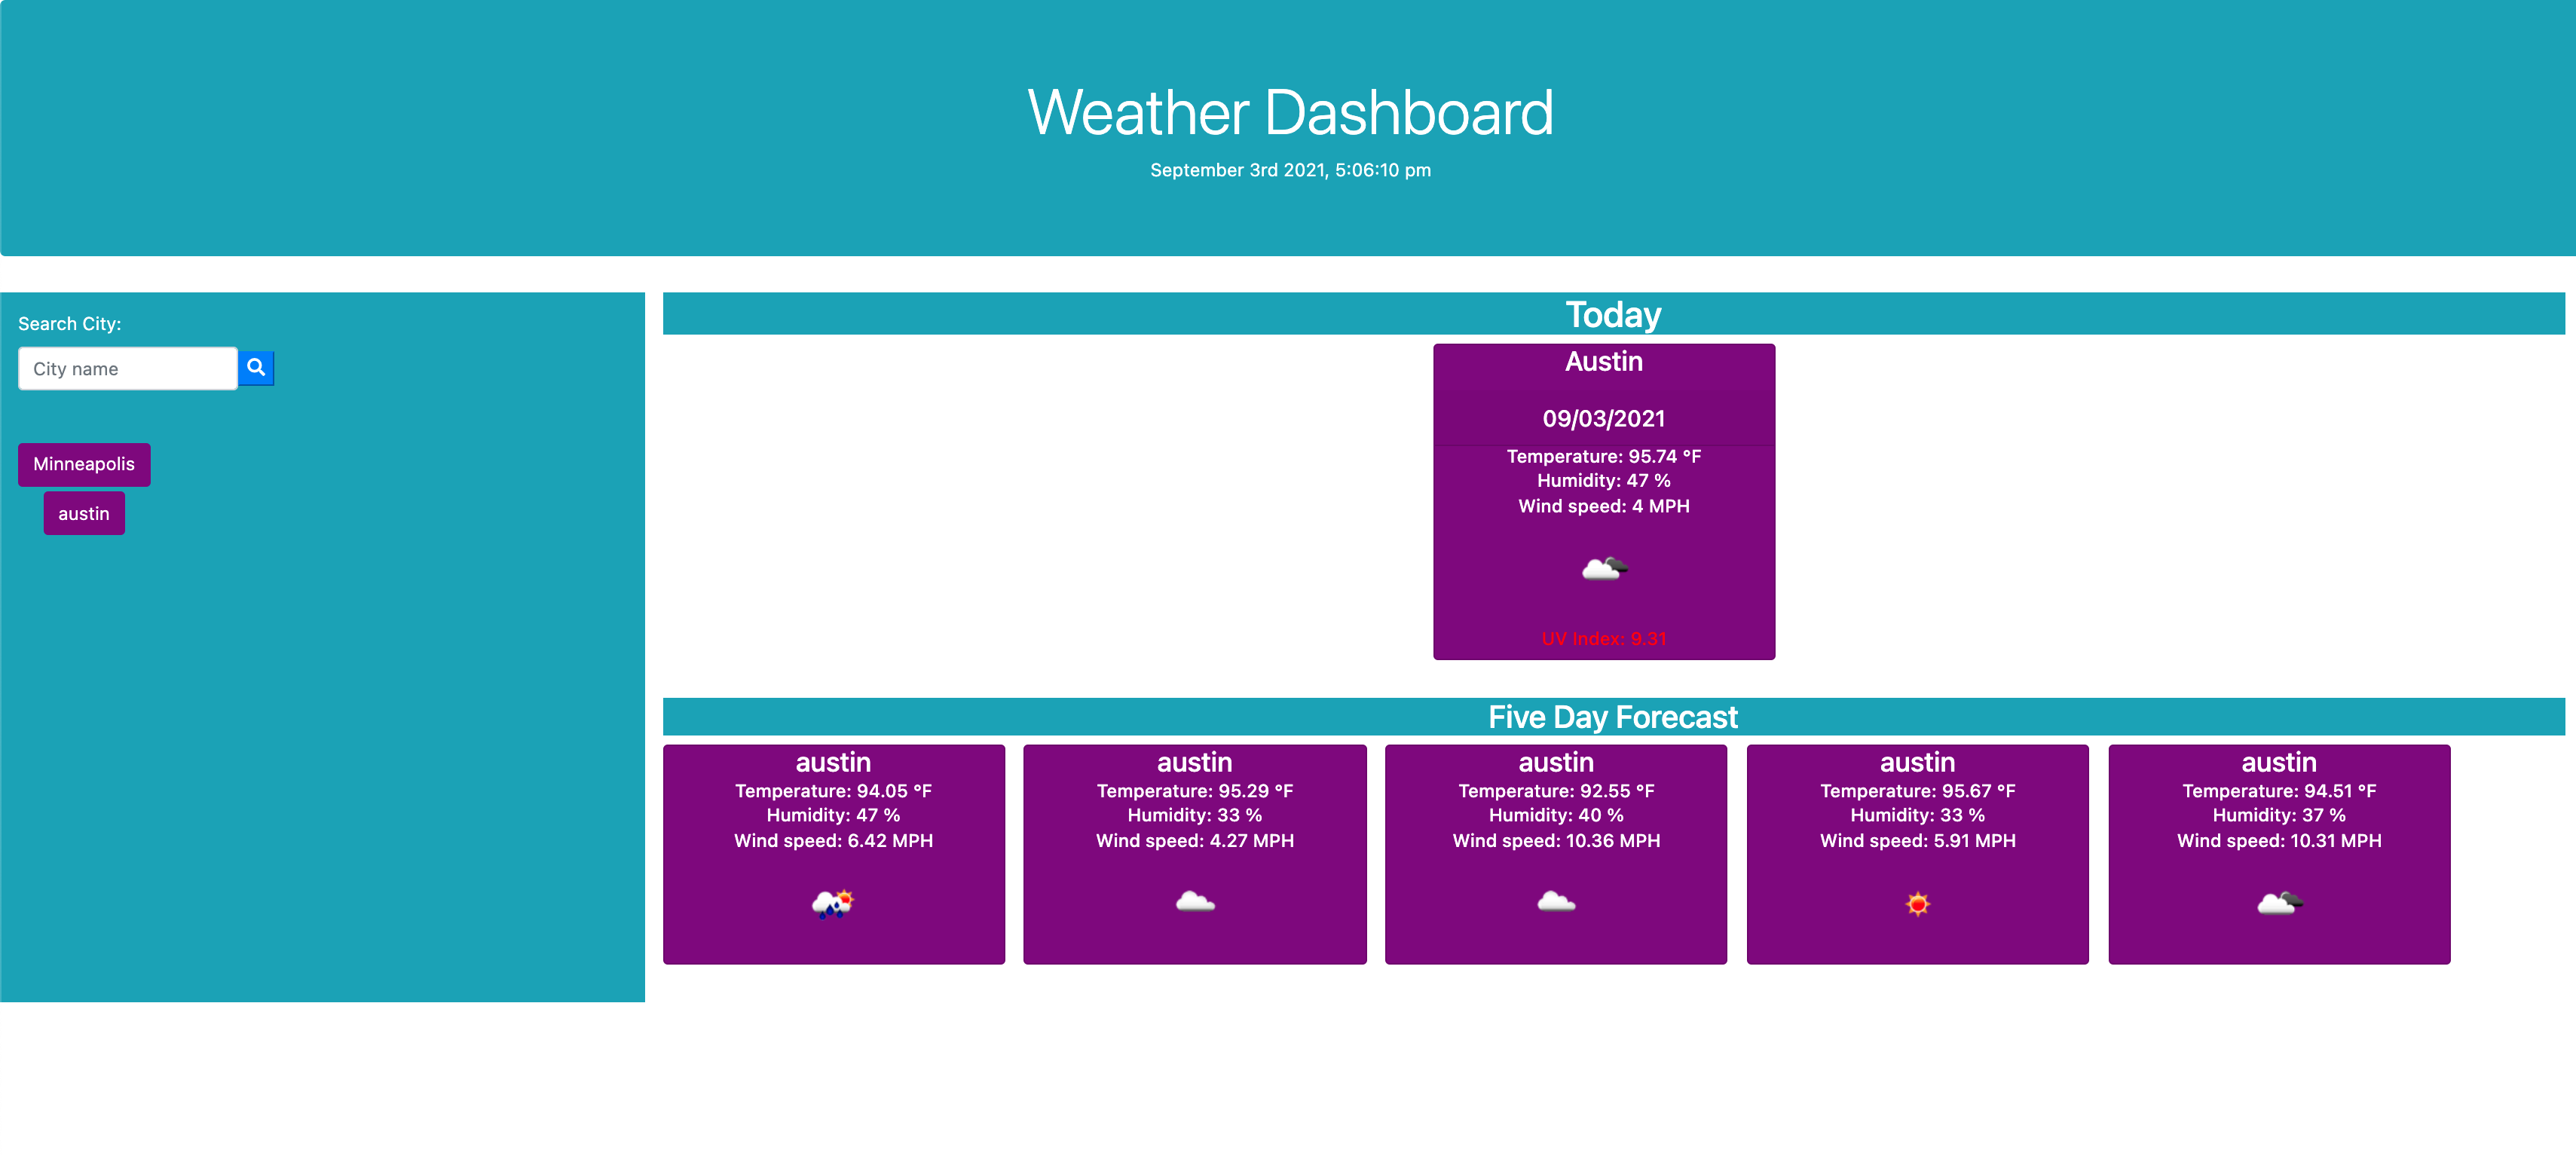 Weather Dashboard
September 3rd 2021, 5:06:10 pm
Search City:
City name
Minneapolis
austin
Today
Austin
09/03/2021
Temperature: 95.74 °F
Humidity: 47 %
Wind speed: 4 MPH
UV Index: 9.31
Five Day Forecast
austin
Temperature: 94.05 °F
Humidity: 47 %
Wind speed: 6.42 MPH
austin
Temperature: 95.29 °F
Humidity: 33 %
Wind speed: 4.27 MPH
austin
Temperature: 92.55 °F
Humidity: 40 %
Wind speed: 10.36 MPH
austin
Temperature: 95.67 °F
Humidity: 33 %
Wind speed: 5.91 MPH
austin
Temperature: 94.51 °F
Humidity: 37 %
Wind speed: 10.31 MPH